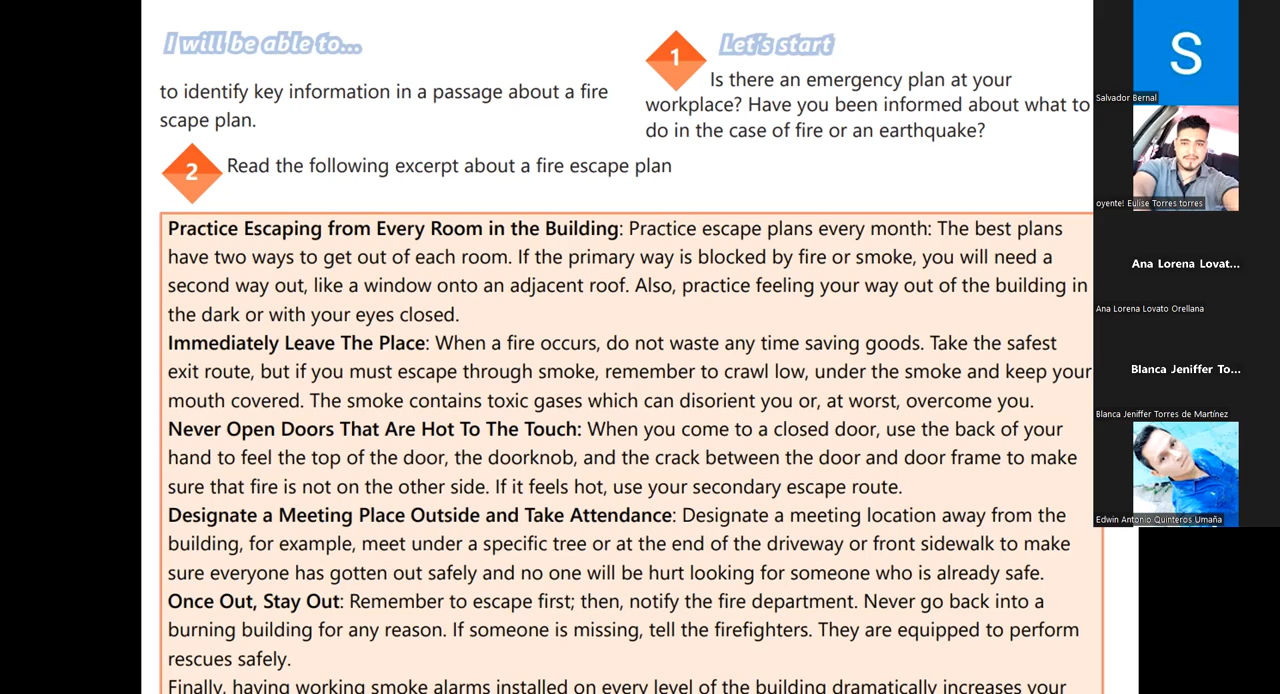 I will be able to...
to identify key information in a passage about a fire
scape plan.
1
Let's start
Is there an emergency plan at your
workplace? Have you been informed about what to
do in the case of fire or an earthquake?
2
Read the following excerpt about a fire escape plan
Practice Escaping from Every Room in the Building: Practice escape plans every month: The best plans
have two ways to get out of each room. If the primary way is blocked by fire or smoke, you will need a
second way out, like a window onto an adjacent roof. Also, practice feeling your way out of the building in
the dark or with your eyes closed.
Immediately Leave The Place: When a fire occurs, do not waste any time saving goods. Take the safest
exit route, but if you must escape through smoke, remember to crawl low, under the smoke and keep your
mouth covered. The smoke contains toxic gases which can disorient you or, at worst, overcome you.
Never Open Doors That Are Hot To The Touch: When you come to a closed door, use the back of your
hand to feel the top of the door, the doorknob, and the crack between the door and door frame to make
sure that fire is not on the other side. If it feels hot, use your secondary escape route.
Designate a Meeting Place Outside and Take Attendance: Designate a meeting location away from the
building, for example, meet under a specific tree or at the end of the driveway or front sidewalk to make
sure everyone has gotten out safely and no one will be hurt looking for someone who is already safe.
Once Out, Stay Out: Remember to escape first; then, notify the fire department. Never go back into a
burning building for any reason. If someone is missing, tell the firefighters. They are equipped to perform
rescues safely.
Finally, having working smoke alarms installed on every level of the building dramatically increases your
S
Salvador Bernal
oyente! Eulise Torres torres
Ana Lorena Lovat...
Ana Lorena Lovato Orellana
Blanca Jeniffer To...
Blanca Jeniffer Torres de Martínez
Edwin Antonio Quinteros Umaña